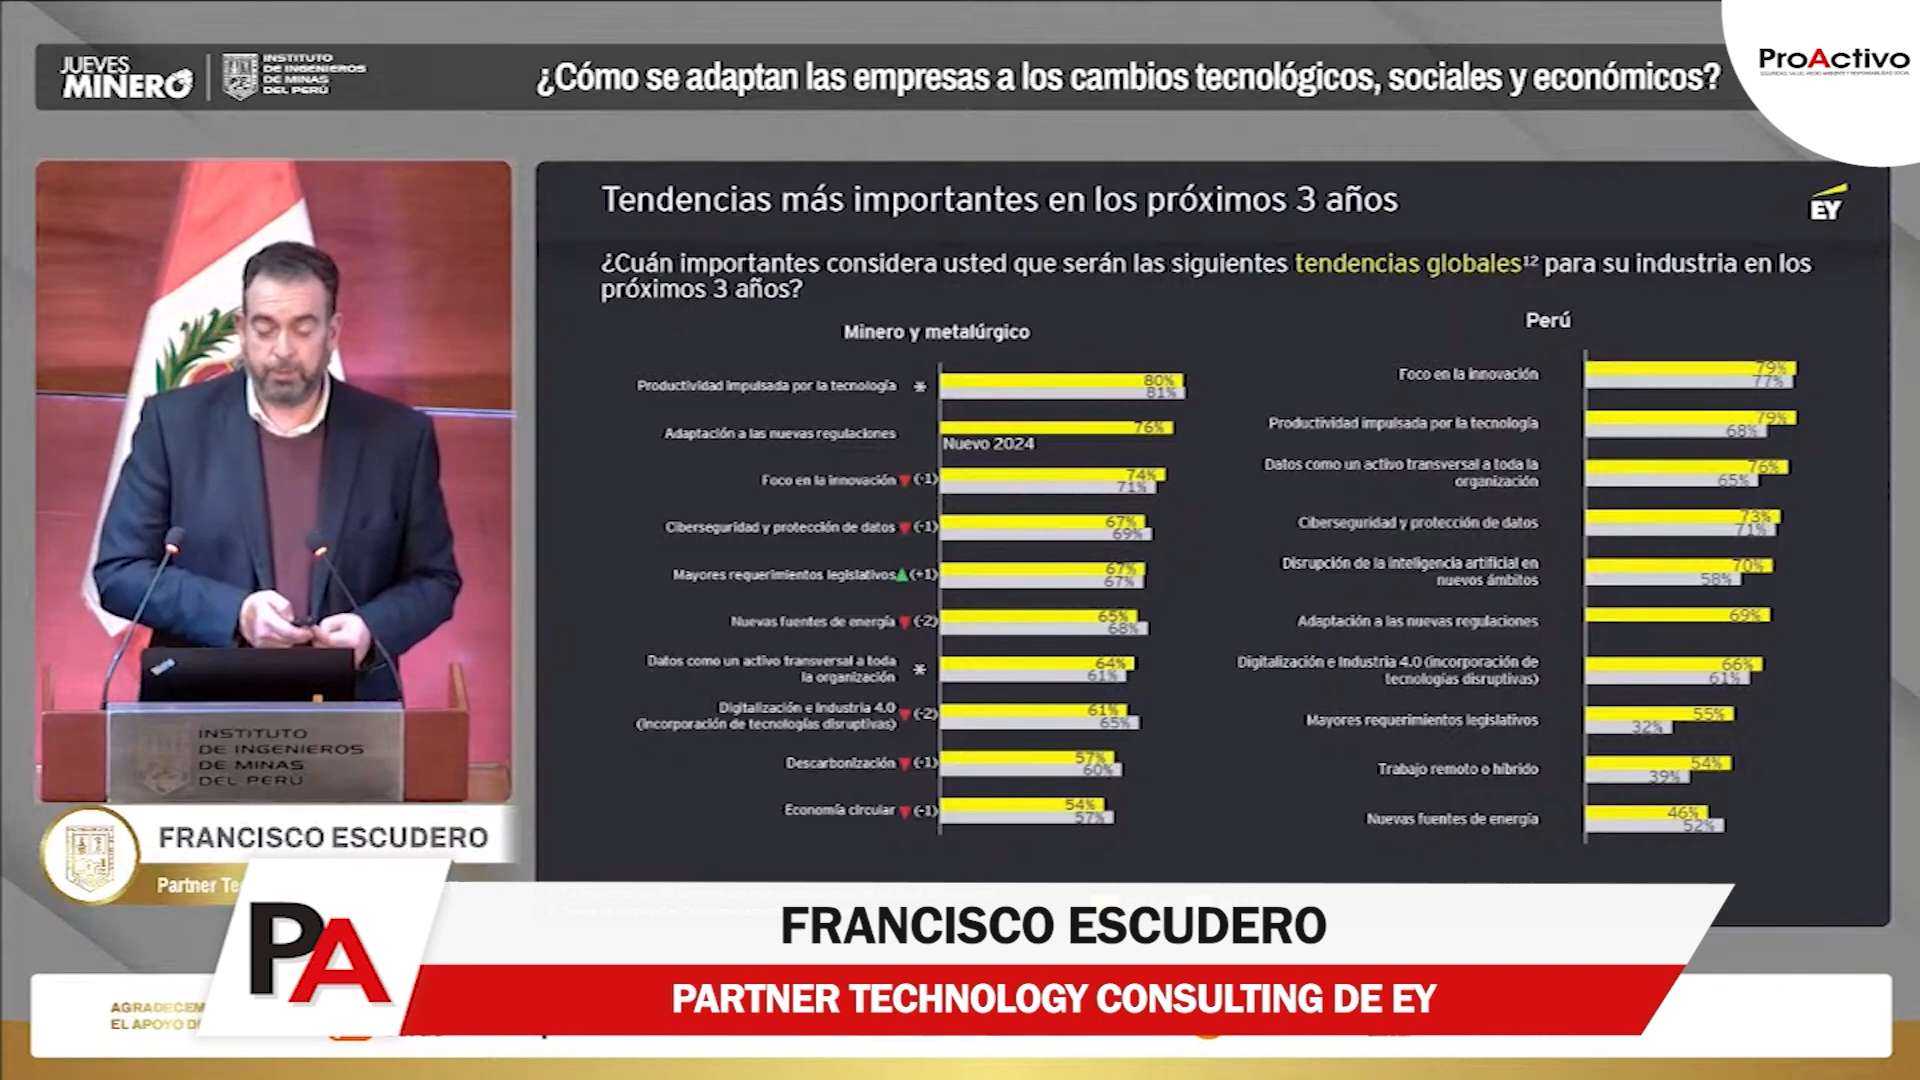 JUEVES
MINERO
INSTITUTO
DE INGENIEROS
DE MINAS
DEL PERÚ
¿Cómo se adaptan las empresas a los cambios tecnológicos, sociales y económicos?
ProActivo
Tendencias más importantes en los próximos 3 años
EY
¿Cuán importantes considera usted que serán las siguientes tendencias globales¹² para su industria en los
próximos 3 años?
Minero y metalúrgico
Productividad impulsada por la tecnología * 80%
81%
Adaptación a las nuevas regulaciones 76%
Nuevo 2024
Foco en la innovación ▼ (-1) 74%
71%
Ciberseguridad y protección de datos ▼ (-1) 67%
69%
Mayores requerimientos legislativos ▲ (+1) 67%
67%
Nuevas fuentes de energía ▼ (-2) 65%
68%
Datos como un activo transversal a toda
la organización * 64%
61%
Digitalización e Industria 4.0
(incorporación de tecnologías disruptivas) ▼ (-2) 61%
65%
Descarbonización ▼ (-1) 57%
60%
Economía circular ▼ (-1) 54%
57%
Perú
Foco en la innovación 79%
77%
Productividad impulsada por la tecnología 79%
68%
Datos como un activo transversal a toda la
organización 76%
65%
Ciberseguridad y protección de datos 73%
71%
Disrupción de la inteligencia artificial en
nuevos ámbitos 70%
58%
Adaptación a las nuevas regulaciones 69%
Digitalización e Industria 4.0 (incorporación de
tecnologías disruptivas) 66%
61%
Mayores requerimientos legislativos 55%
32%
Trabajo remoto o híbrido 54%
39%
Nuevas fuentes de energía 46%
52%
INSTITUTO
DE INGENIEROS
DE MINAS
DEL PERÚ
FRANCISCO ESCUDERO
Partner Te
PA
FRANCISCO ESCUDERO
PARTNER TECHNOLOGY CONSULTING DE EY
AGRADECEM
EL APOYO D